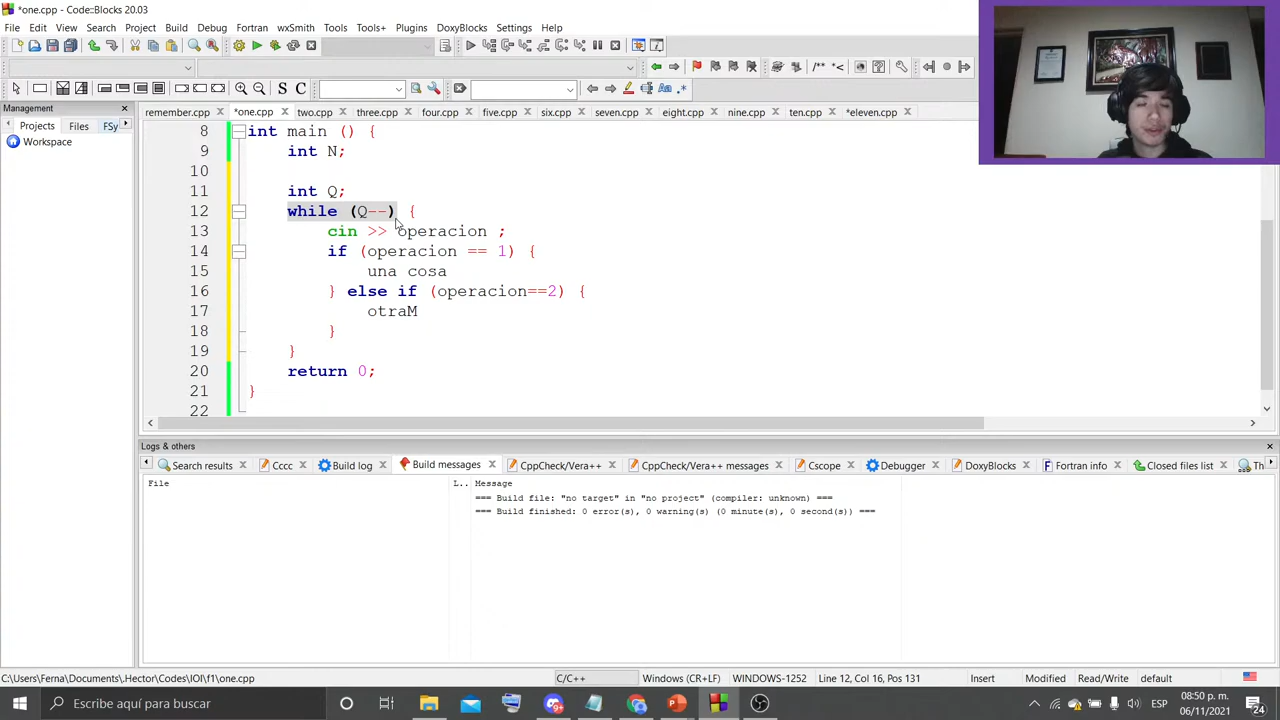 *one.cpp - Code::Blocks 20.03
File Edit View Search Project Build Debug Fortran wxSmith Tools Tools+ Plugins DoxyBlocks Settings Help
S C
/** *<
Aa .*
Management
Projects Files FSy
Workspace
remember.cpp *one.cpp two.cpp three.cpp four.cpp five.cpp six.cpp seven.cpp eight.cpp nine.cpp ten.cpp *eleven.cpp
8 int main () {
9 int N;
10
11 int Q;
12 while (Q--) {
13 cin >> operacion ;
14 if (operacion == 1) {
15 una cosa
16 } else if (operacion==2) {
17 otraM
18 }
19 }
20 return 0;
21 }
22
Logs & others
Search results Cccc Build log Build messages CppCheck/Vera++ CppCheck/Vera++ messages Cscope Debugger DoxyBlocks Fortran info Closed files list Th
File L.. Message
=== Build file: "no target" in "no project" (compiler: unknown) ===
=== Build finished: 0 error(s), 0 warning(s) (0 minute(s), 0 second(s)) ===
C:\Users\Ferna\.Hector\Codes\IOI\f1\one.cpp C/C++ Windows (CR+LF) WINDOWS-1252 Line 12, Col 16, Pos 131 Insert Modified Read/Write default
Escribe aquí para buscar
ESP
08:50 p. m.
06/11/2021
24